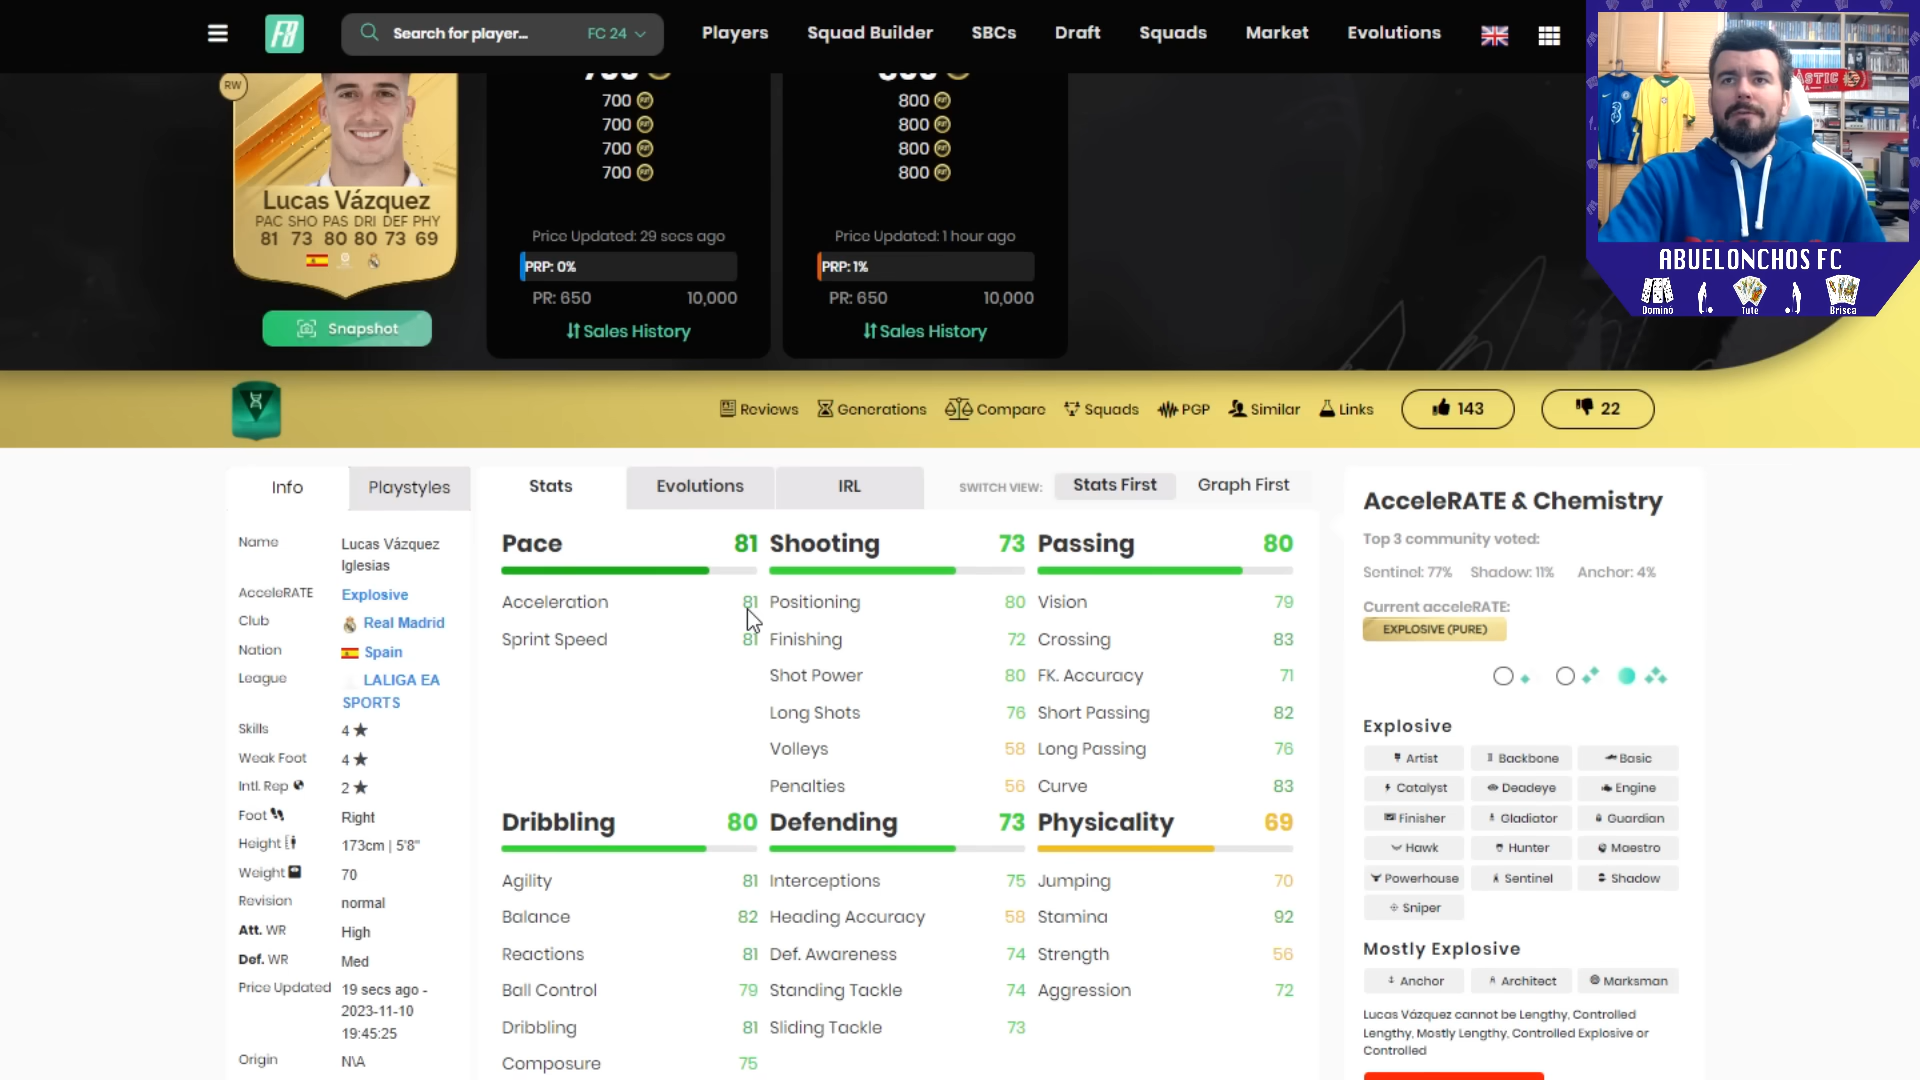 Search for player...
FC 24
Players
Squad Builder
SBCs
Draft
Squads
Market
Evolutions
RW
Lucas Vázquez
PAC SHO PAS DRI DEF PHY
81 73 80 80 73 69
Snapshot
700
700
700
700
Price Updated: 29 secs ago
PRP: 0%
PR: 650 10,000
Sales History
800
800
800
800
Price Updated: 1 hour ago
PRP: 1%
PR: 650 10,000
Sales History
ABUELONCHOS FC
Dominó Tute Brisca
Reviews
Generations
Compare
Squads
PGP
Similar
Links
143
22
Info
Playstyles
Name Lucas Vázquez
Iglesias
AcceleRATE Explosive
Club Real Madrid
Nation Spain
League LALIGA EA
SPORTS
Skills 4 ★
Weak Foot 4 ★
Intl. Rep 2 ★
Foot Right
Height 173cm | 5'8"
Weight 70
Revision normal
Att. WR High
Def. WR Med
Price Updated 19 secs ago -
2023-11-10
19:45:25
Origin N\A
Stats
Evolutions
IRL
SWITCH VIEW:
Stats First
Graph First
Pace 81
Acceleration 81
Sprint Speed 81
Shooting 73
Positioning 80
Finishing 72
Shot Power 80
Long Shots 76
Volleys 58
Penalties 56
Passing 80
Vision 79
Crossing 83
FK. Accuracy 71
Short Passing 82
Long Passing 76
Curve 83
Dribbling 80
Agility 81
Balance 82
Reactions 81
Ball Control 79
Dribbling 81
Composure 75
Defending 73
Interceptions 75
Heading Accuracy 58
Def. Awareness 74
Standing Tackle 74
Sliding Tackle 73
Physicality 69
Jumping 70
Stamina 92
Strength 56
Aggression 72
AcceleRATE & Chemistry
Top 3 community voted:
Sentinel: 77% Shadow: 11% Anchor: 4%
Current acceleRATE:
EXPLOSIVE (PURE)
Explosive
Artist Backbone Basic
Catalyst Deadeye Engine
Finisher Gladiator Guardian
Hawk Hunter Maestro
Powerhouse Sentinel Shadow
Sniper
Mostly Explosive
Anchor Architect Marksman
Lucas Vázquez cannot be Lengthy, Controlled
Lengthy, Mostly Lengthy, Controlled Explosive or
Controlled